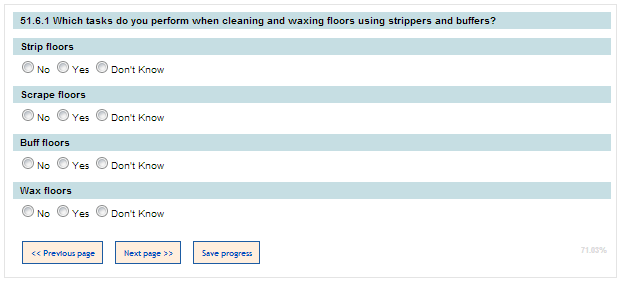 51.6.1 Which tasks do you perform when cleaning and waxing floors using strippers and buffers?
Strip floors
No Yes Don't Know
Scrape floors
No Yes Don't Know
Buff floors
No Yes Don't Know
Wax floors
No Yes Don't Know
<< Previous page Next page >> Save progress 71.83%